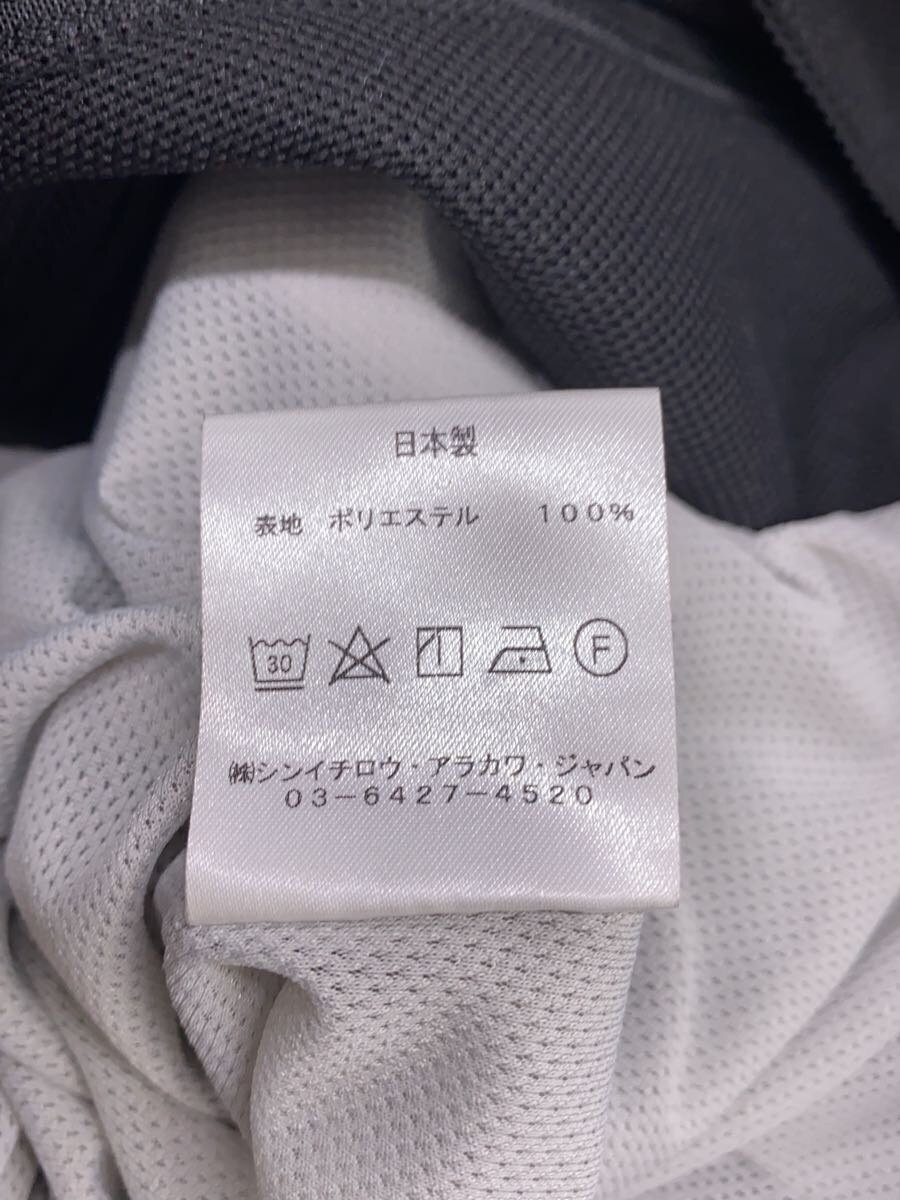 日本製
表地 ポリエステル 100%
30 F
㈱シンイチロウ・アラカワ・ジャパン
03-6427-4520